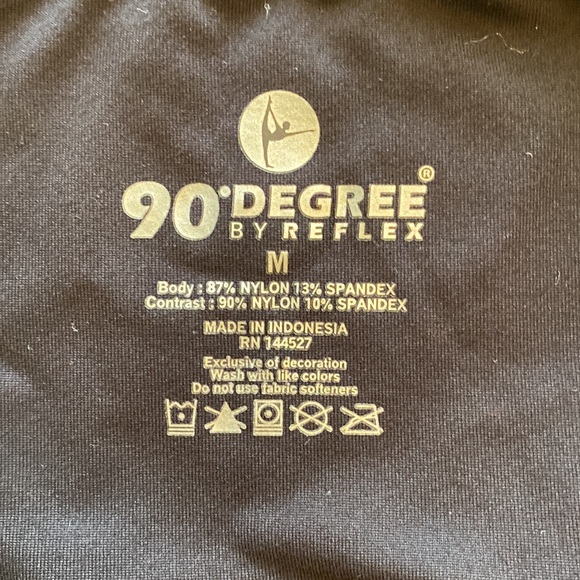 90° DEGREE®
BY REFLEX
M
Body : 87% NYLON 13% SPANDEX
Contrast : 90% NYLON 10% SPANDEX
MADE IN INDONESIA
RN 144527
Exclusive of decoration
Wash with like colors
Do not use fabric softeners